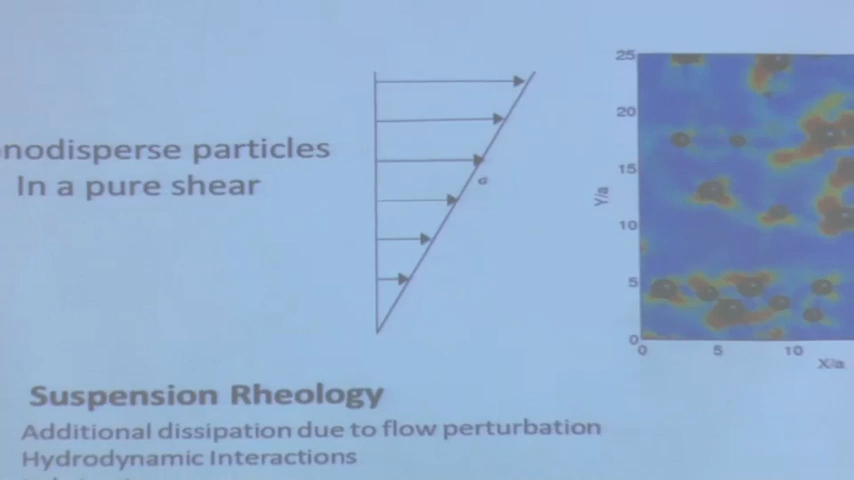 nodisperse particles
In a pure shear
25
20
15
10
5
0
Y/a
0 5 10
X/a
Suspension Rheology
Additional dissipation due to flow perturbation
Hydrodynamic Interactions